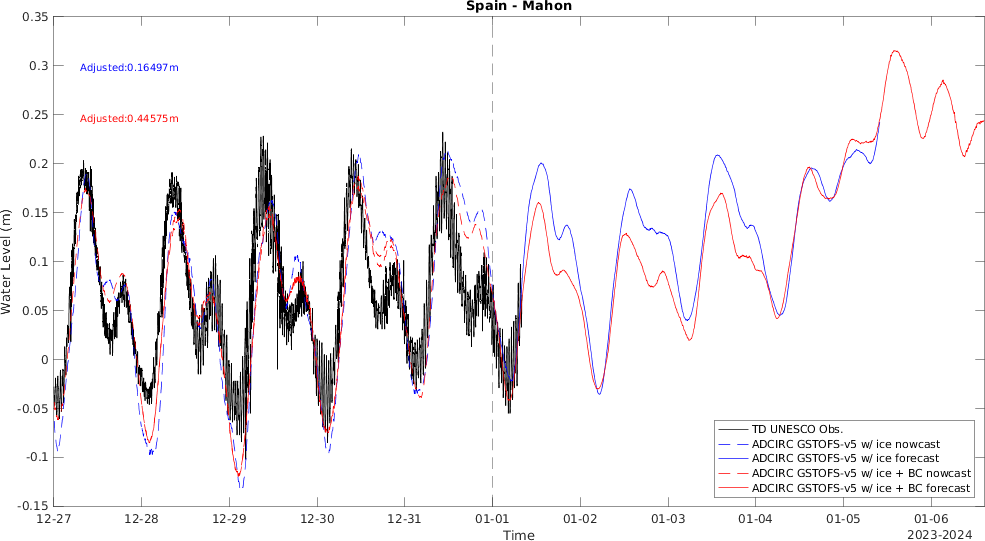 Spain - Mahon
0.35
0.3
0.25
0.2
0.15
0.1
0.05
0
-0.05
-0.1
-0.15
Water Level (m)
Adjusted:0.16497m
Adjusted:0.44575m
TD UNESCO Obs.
ADCIRC GSTOFS-v5 w/ ice nowcast
ADCIRC GSTOFS-v5 w/ ice forecast
ADCIRC GSTOFS-v5 w/ ice + BC nowcast
ADCIRC GSTOFS-v5 w/ ice + BC forecast
12-27 12-28 12-29 12-30 12-31 01-01 01-02 01-03 01-04 01-05 01-06
Time
2023-2024